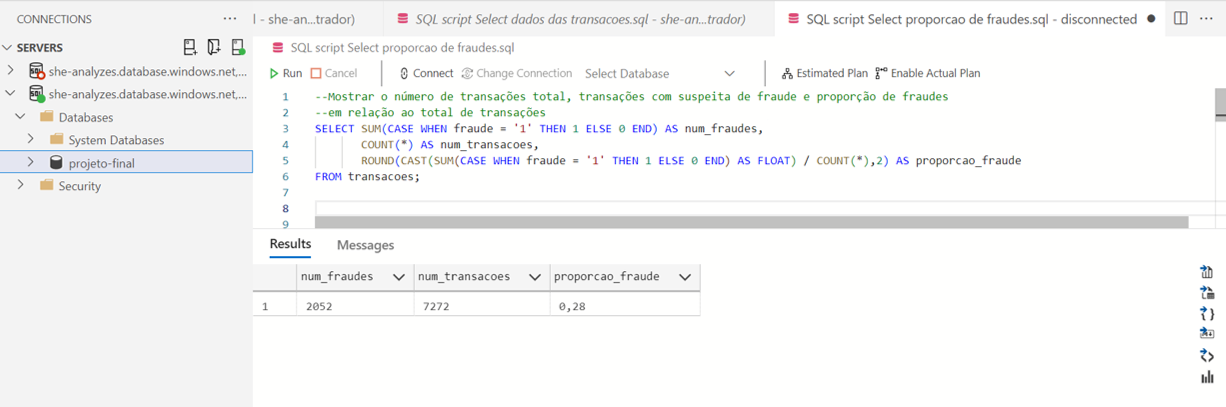 CONNECTIONS
l - she-an...trador)
SQL script Select dados das transacoes.sql - she-an...trador)
SQL script Select proporcao de fraudes.sql - disconnected
SERVERS
SQL script Select proporcao de fraudes.sql
she-analyzes.database.windows.net,...
Run Cancel Connect Change Connection Select Database Estimated Plan Enable Actual Plan
she-analyzes.database.windows.net,...
Databases
System Databases
projeto-final
Security
1 --Mostrar o número de transações total, transações com suspeita de fraude e proporção de fraudes
2 --em relação ao total de transações
3 SELECT SUM(CASE WHEN fraude = '1' THEN 1 ELSE 0 END) AS num_fraudes,
4 COUNT(*) AS num_transacoes,
5 ROUND(CAST(SUM(CASE WHEN fraude = '1' THEN 1 ELSE 0 END) AS FLOAT) / COUNT(*),2) AS proporcao_fraude
6 FROM transacoes;
7
8
9
Results Messages
num_fraudes num_transacoes proporcao_fraude
1 2052 7272 0,28